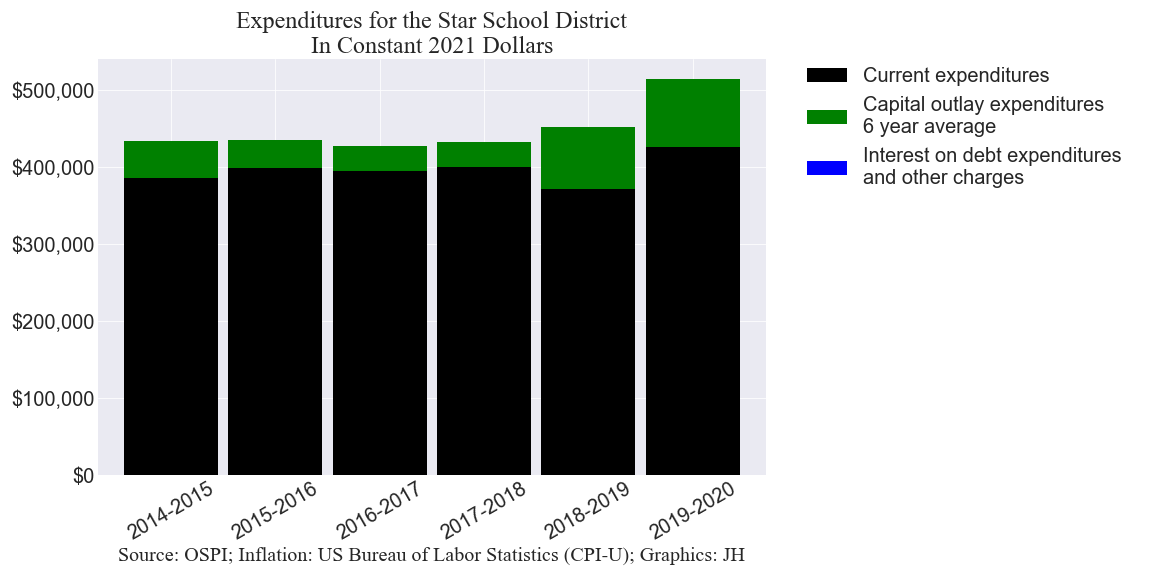 Expenditures for the Star School District
In Constant 2021 Dollars
$500,000
$400,000
$300,000
$200,000
$100,000
$0
2014-2015
2015-2016
2016-2017
2017-2018
2018-2019
2019-2020
Current expenditures
Capital outlay expenditures
6 year average
Interest on debt expenditures
and other charges
Source: OSPI; Inflation: US Bureau of Labor Statistics (CPI-U); Graphics: JH